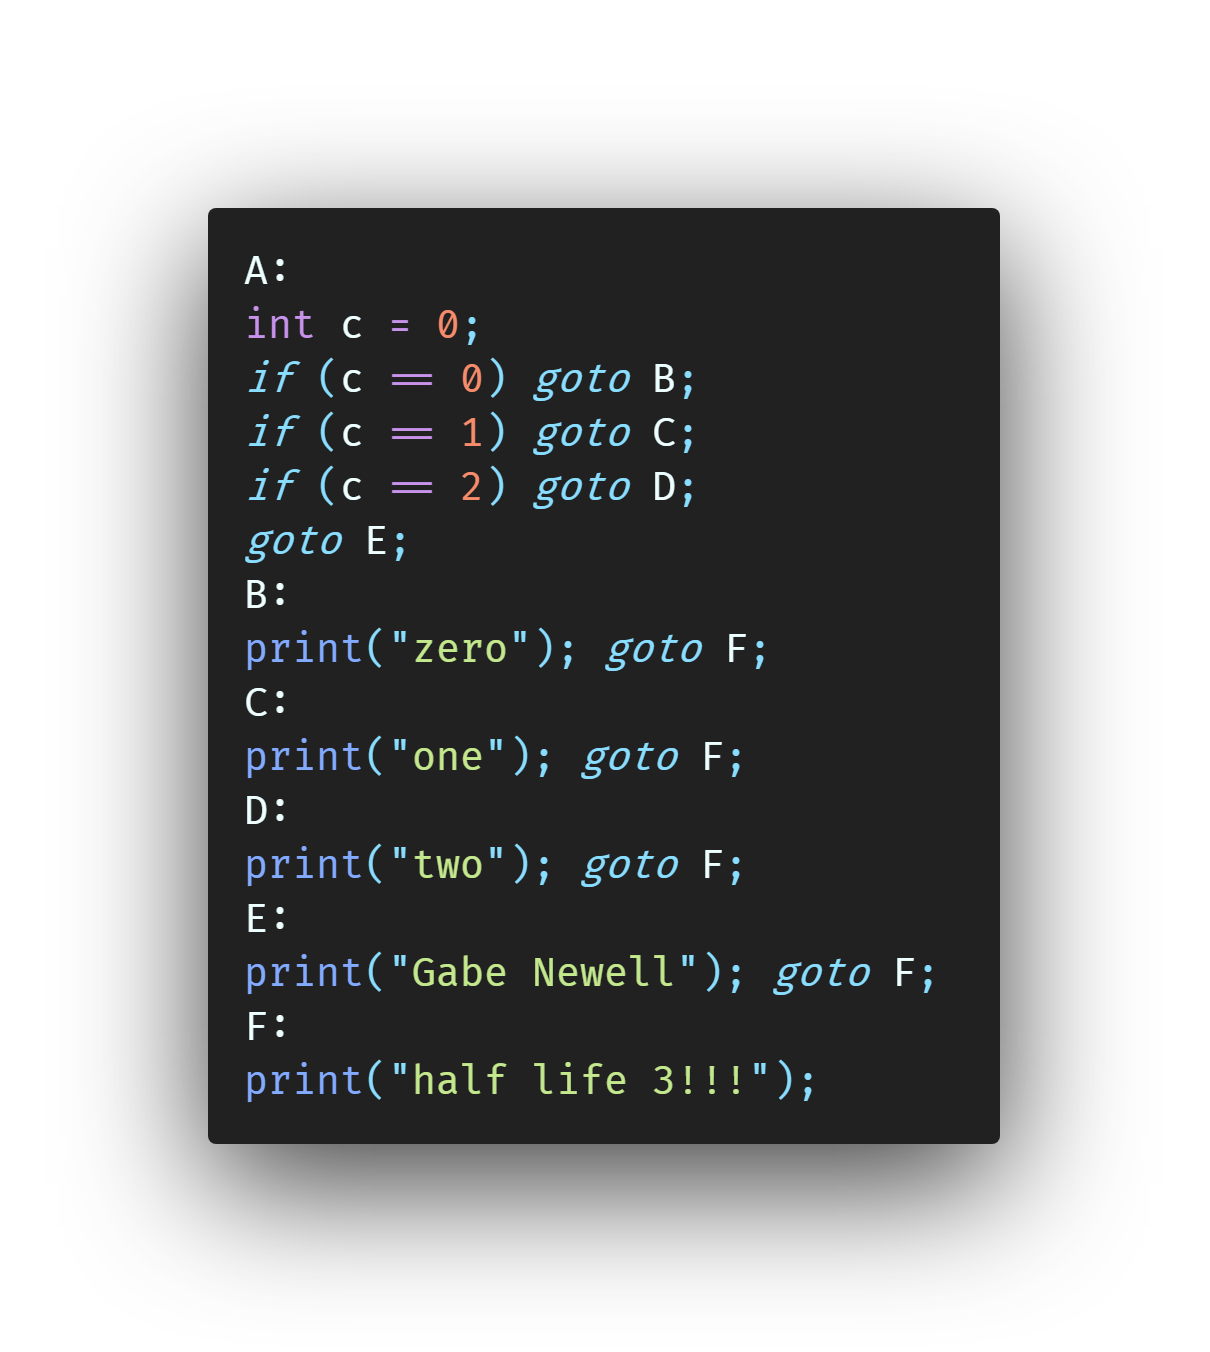 A:
int c = 0;
if (c == 0) goto B;
if (c == 1) goto C;
if (c == 2) goto D;
goto E;
B:
print("zero"); goto F;
C:
print("one"); goto F;
D:
print("two"); goto F;
E:
print("Gabe Newell"); goto F;
F:
print("half life 3!!!");